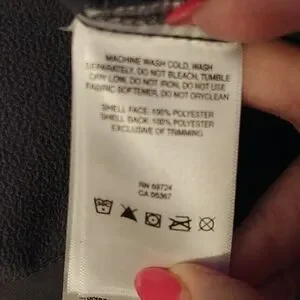 MACHINE WASH COLD, WASH
SEPARATELY, DO NOT BLEACH, TUMBLE
DRY LOW, DO NOT IRON, DO NOT USE
FABRIC SOFTENER, DO NOT DRYCLEAN
SHELL FACE: 100% POLYESTER
SHELL BACK: 100% POLYESTER
EXCLUSIVE OF TRIMMING
RN 69724
CA 05367